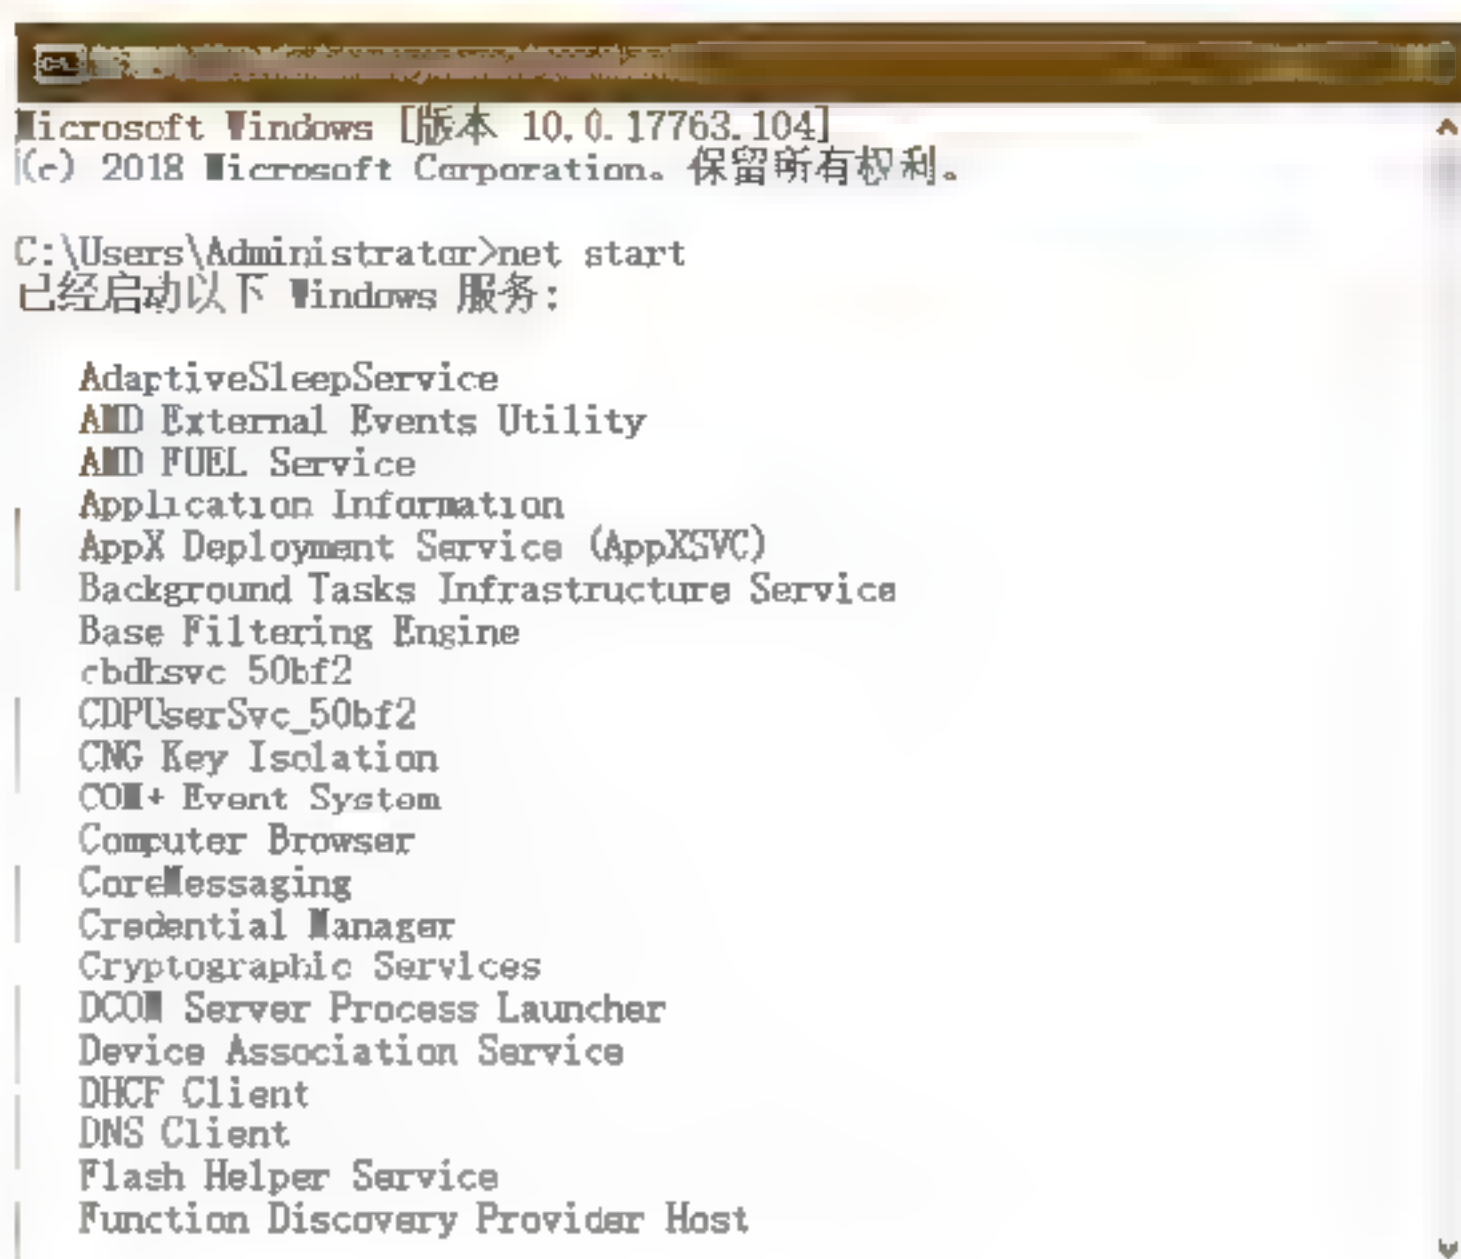 Microsoft Windows [版本 10.0.17763.104]
(c) 2018 Microsoft Corporation。保留所有权利。
C:\Users\Administrator>net start
已经启动以下 Windows 服务:
AdaptiveSleepService
AMD External Events Utility
AMD FUEL Service
Application Information
AppX Deployment Service (AppXSVC)
Background Tasks Infrastructure Service
Base Filtering Engine
cbdhsvc_50bf2
CDPUserSvc_50bf2
CNG Key Isolation
COM+ Event System
Computer Browser
CoreMessaging
Credential Manager
Cryptographic Services
DCOM Server Process Launcher
Device Association Service
DHCP Client
DNS Client
Flash Helper Service
Function Discovery Provider Host